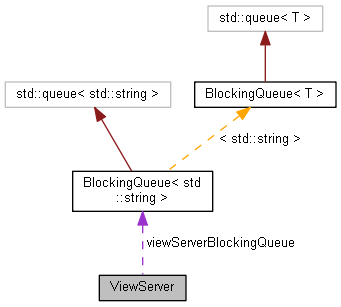 std::queue< T >
std::queue< std::string >
BlockingQueue< T >
< std::string >
BlockingQueue< std
::string >
viewServerBlockingQueue
ViewServer